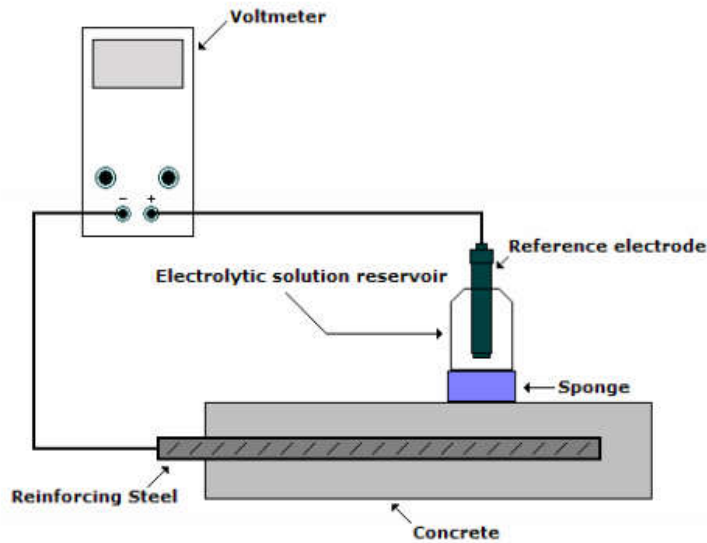 Voltmeter
− +
Reference electrode
Electrolytic solution reservoir
Sponge
Reinforcing Steel
Concrete